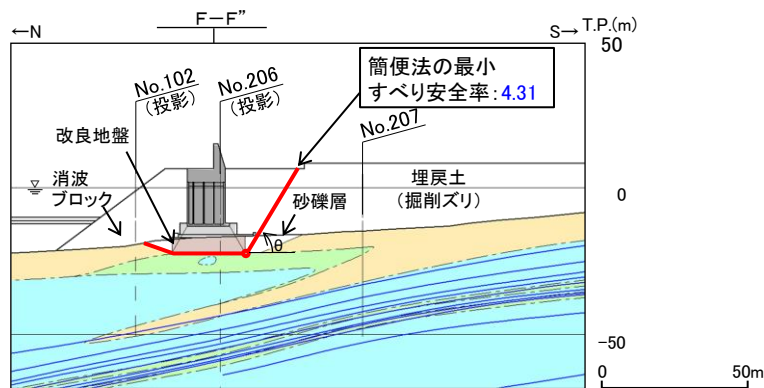 F−F”
←N
S→
T.P.(m)
50
簡便法の最小
すべり安全率：4.31
No.102
(投影)
No.206
(投影)
No.207
改良地盤
消波
ブロック
砂礫層
埋戻土
(掘削ズリ)
0
θ
-50
0
50m